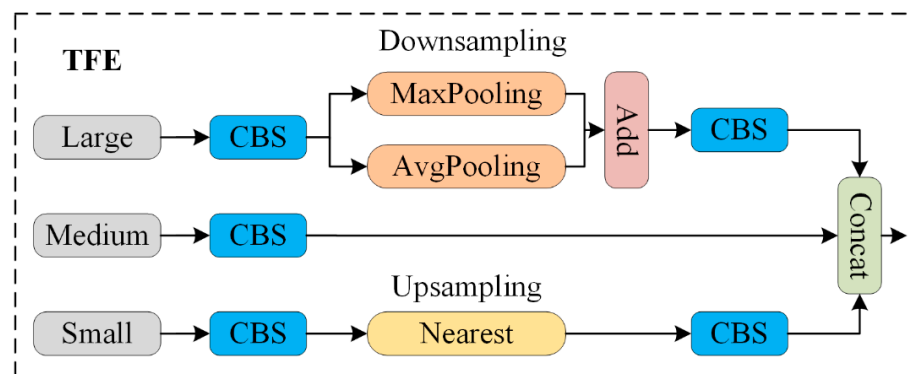 Downsampling
TFE
MaxPooling
Large
CBS
Add
CBS
AvgPooling
Medium
CBS
Concat
Upsampling
Small
CBS
Nearest
CBS